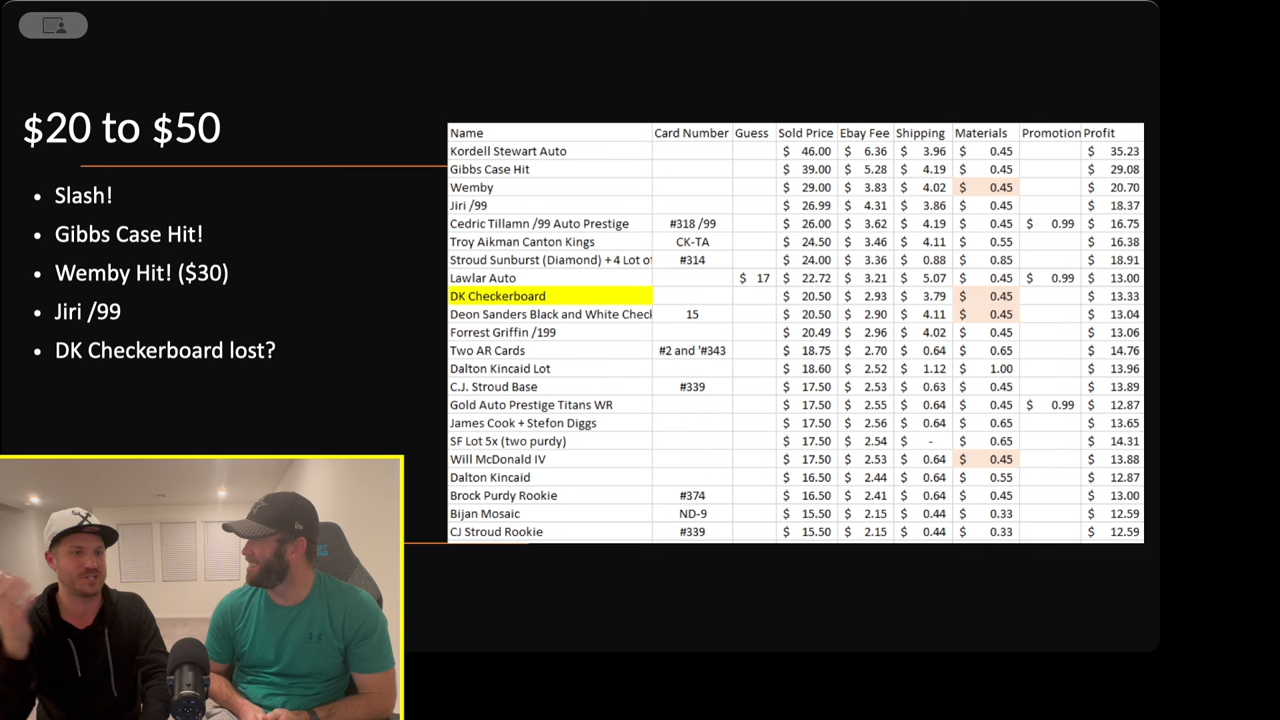 $20 to $50
• Slash!
• Gibbs Case Hit!
• Wemby Hit! ($30)
• Jiri /99
• DK Checkerboard lost?
Name Card Number Guess Sold Price Ebay Fee Shipping Materials Promotion Profit
Kordell Stewart Auto $ 46.00 $ 6.36 $ 3.96 $ 0.45 $ 35.23
Gibbs Case Hit $ 39.00 $ 5.28 $ 4.19 $ 0.45 $ 29.08
Wemby $ 29.00 $ 3.83 $ 4.02 $ 0.45 $ 20.70
Jiri /99 $ 26.99 $ 4.31 $ 3.86 $ 0.45 $ 18.37
Cedric Tillamn /99 Auto Prestige #318 /99 $ 26.00 $ 3.62 $ 4.19 $ 0.45 $ 0.99 $ 16.75
Troy Aikman Canton Kings CK-TA $ 24.50 $ 3.46 $ 4.11 $ 0.55 $ 16.38
Stroud Sunburst (Diamond) + 4 Lot of #314 $ 24.00 $ 3.36 $ 0.88 $ 0.85 $ 18.91
Lawlar Auto $ 17 $ 22.72 $ 3.21 $ 5.07 $ 0.45 $ 0.99 $ 13.00
DK Checkerboard $ 20.50 $ 2.93 $ 3.79 $ 0.45 $ 13.33
Deon Sanders Black and White Check 15 $ 20.50 $ 2.90 $ 4.11 $ 0.45 $ 13.04
Forrest Griffin /199 $ 20.49 $ 2.96 $ 4.02 $ 0.45 $ 13.06
Two AR Cards #2 and '#343 $ 18.75 $ 2.70 $ 0.64 $ 0.65 $ 14.76
Dalton Kincaid Lot $ 18.60 $ 2.52 $ 1.12 $ 1.00 $ 13.96
C.J. Stroud Base #339 $ 17.50 $ 2.53 $ 0.63 $ 0.45 $ 13.89
Gold Auto Prestige Titans WR $ 17.50 $ 2.55 $ 0.64 $ 0.45 $ 0.99 $ 12.87
James Cook + Stefon Diggs $ 17.50 $ 2.56 $ 0.64 $ 0.65 $ 13.65
SF Lot 5x (two purdy) $ 17.50 $ 2.54 $ - $ 0.65 $ 14.31
Will McDonald IV $ 17.50 $ 2.53 $ 0.64 $ 0.45 $ 13.88
Dalton Kincaid $ 16.50 $ 2.44 $ 0.64 $ 0.55 $ 12.87
Brock Purdy Rookie #374 $ 16.50 $ 2.41 $ 0.64 $ 0.45 $ 13.00
Bijan Mosaic ND-9 $ 15.50 $ 2.15 $ 0.44 $ 0.33 $ 12.59
CJ Stroud Rookie #339 $ 15.50 $ 2.15 $ 0.44 $ 0.33 $ 12.59